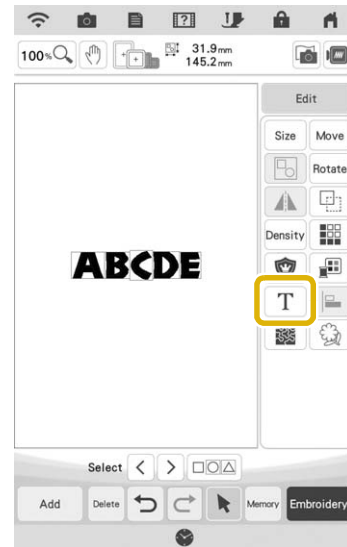 100%
31.9mm
145.2mm
Edit
Size Move
Rotate
ABCDE
Density
T
Select
Add Delete Memory Embroidery